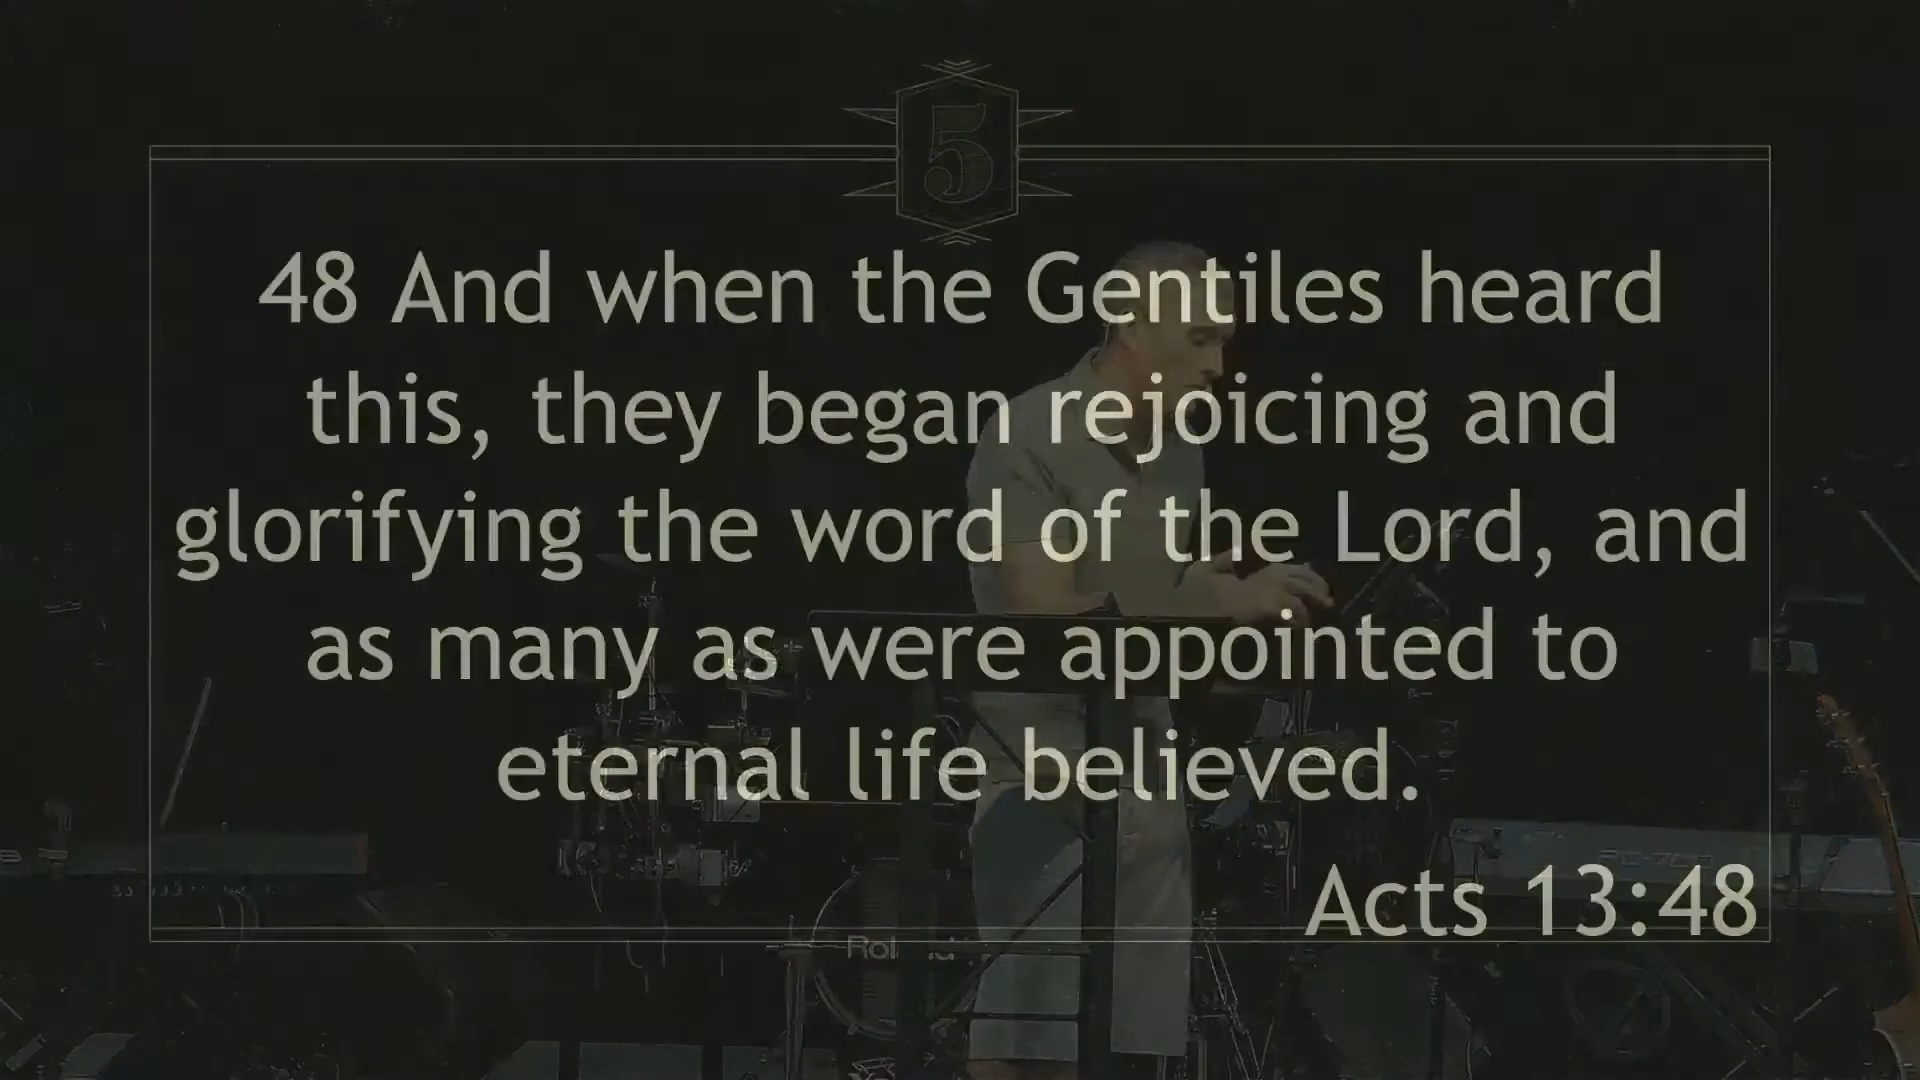 5
48 And when the Gentiles heard
this, they began rejoicing and
glorifying the word of the Lord, and
as many as were appointed to
eternal life believed.
Acts 13:48